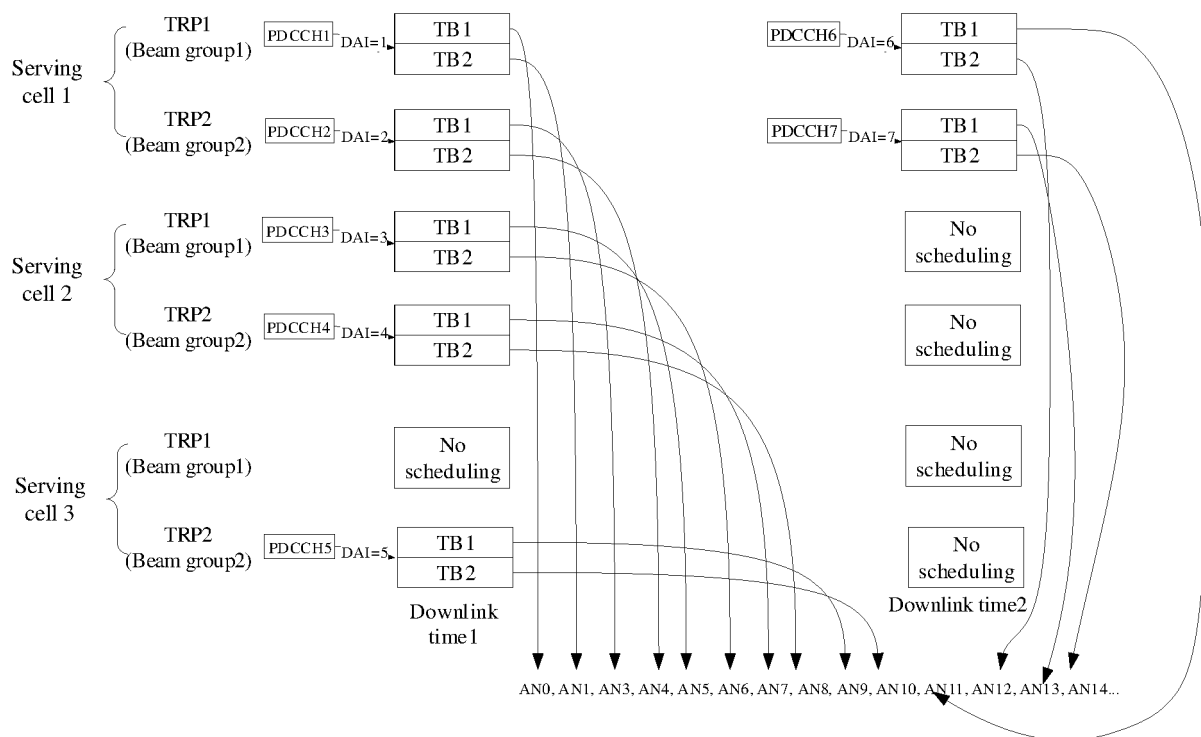 TRP1
(Beam group1)
PDCCH1
DAI=1
TB1
TB2
PDCCH6
DAI=6
TB1
TB2
Serving
cell 1
TRP2
(Beam group2)
PDCCH2
DAI=2
TB1
TB2
PDCCH7
DAI=7
TB1
TB2
TRP1
(Beam group1)
PDCCH3
DAI=3
TB1
TB2
No
scheduling
Serving
cell 2
TRP2
(Beam group2)
PDCCH4
DAI=4
TB1
TB2
No
scheduling
TRP1
(Beam group1)
No
scheduling
No
scheduling
Serving
cell 3
TRP2
(Beam group2)
PDCCH5
DAI=5
TB1
TB2
No
scheduling
Downlink
time1
Downlink time2
AN0, AN1, AN3, AN4, AN5, AN6, AN7, AN8, AN9, AN10, AN11, AN12, AN13, AN14...